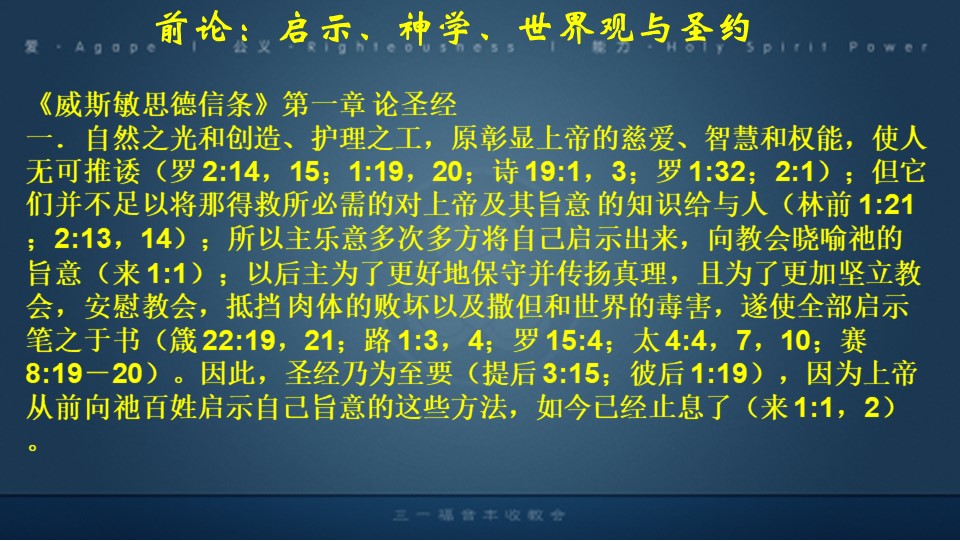 前论：启示、神学、世界观与圣约
爱 · Agape | 公义 · Righteousness | 能力 · Holy Spirit Power
《威斯敏思德信条》第一章 论圣经
一．自然之光和创造、护理之工，原彰显上帝的慈爱、智慧和权能，使人
无可推诿（罗 2:14，15；1:19，20；诗 19:1，3；罗 1:32；2:1）；但它
们并不足以将那得救所必需的对上帝及其旨意 的知识给与人（林前 1:21
；2:13，14）；所以主乐意多次多方将自己启示出来，向教会晓喻祂的
旨意（来 1:1）；以后主为了更好地保守并传扬真理，且为了更加坚立教
会，安慰教会，抵挡 肉体的败坏以及撒但和世界的毒害，遂使全部启示
笔之于书（箴 22:19，21；路 1:3，4；罗 15:4；太 4:4，7，10；赛
8:19－20）。因此，圣经乃为至要（提后 3:15；彼后 1:19），因为上帝
从前向祂百姓启示自己旨意的这些方法，如今已经止息了（来 1:1，2）
。
三一福音丰收教会